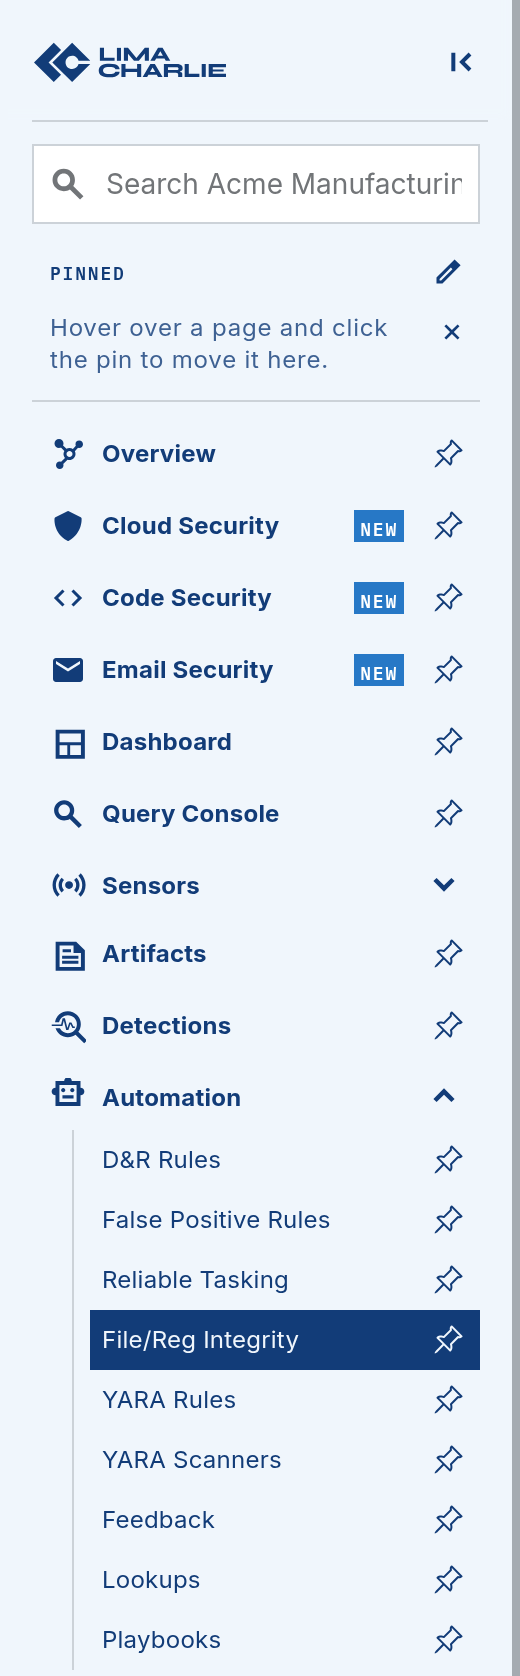 LIMA
CHARLIE
Search Acme Manufacturin
PINNED
Hover over a page and click
the pin to move it here.
Overview
Cloud Security NEW
Code Security NEW
Email Security NEW
Dashboard
Query Console
Sensors
Artifacts
Detections
Automation
D&R Rules
False Positive Rules
Reliable Tasking
File/Reg Integrity
YARA Rules
YARA Scanners
Feedback
Lookups
Playbooks